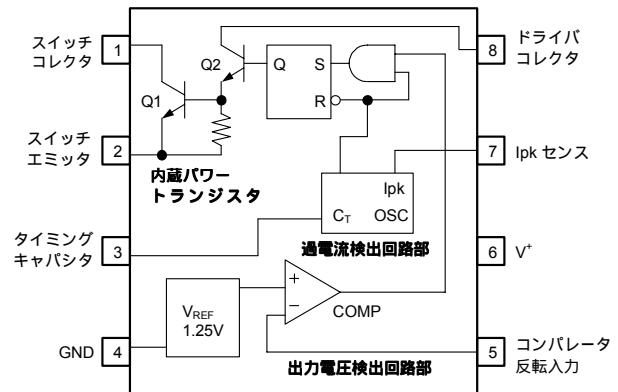 スイッチ
コレクタ
1
Q1
Q2
Q
S
R
8
ドライバ
コレクタ
スイッチ
エミッタ
2
内蔵パワー
トランジスタ
7
Ipk センス
Ipk
CT
OSC
タイミング
キャパシタ
3
過電流検出回路部
6
V+
VREF
1.25V
+
−
COMP
GND
4
出力電圧検出回路部
5
コンパレータ
反転入力